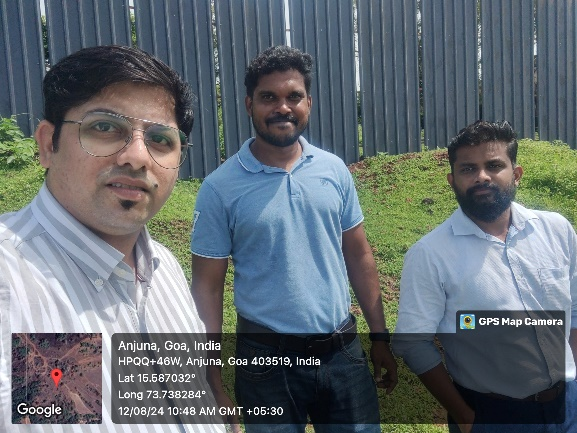 GPS Map Camera
Anjuna, Goa, India
HPQQ+46W, Anjuna, Goa 403519, India
Lat 15.587032°
Long 73.738284°
12/08/24 10:48 AM GMT +05:30
Google